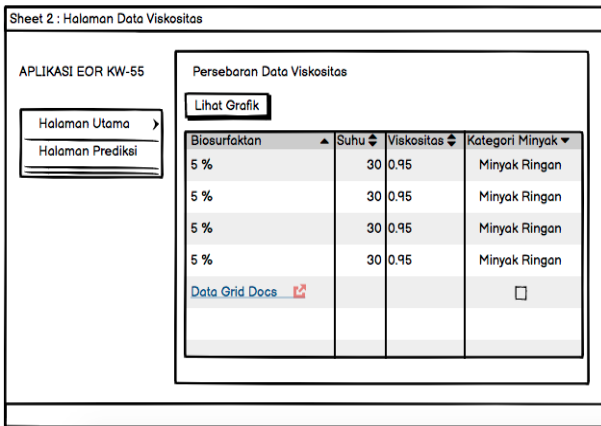 Sheet 2 : Halaman Data Viskositas
APLIKASI EOR KW-55
Halaman Utama
Halaman Prediksi
Persebaran Data Viskositas
Lihat Grafik
Biosurfaktan Suhu Viskositas Kategori Minyak
5 % 30 0.95 Minyak Ringan
5 % 30 0.95 Minyak Ringan
5 % 30 0.95 Minyak Ringan
5 % 30 0.95 Minyak Ringan
Data Grid Docs